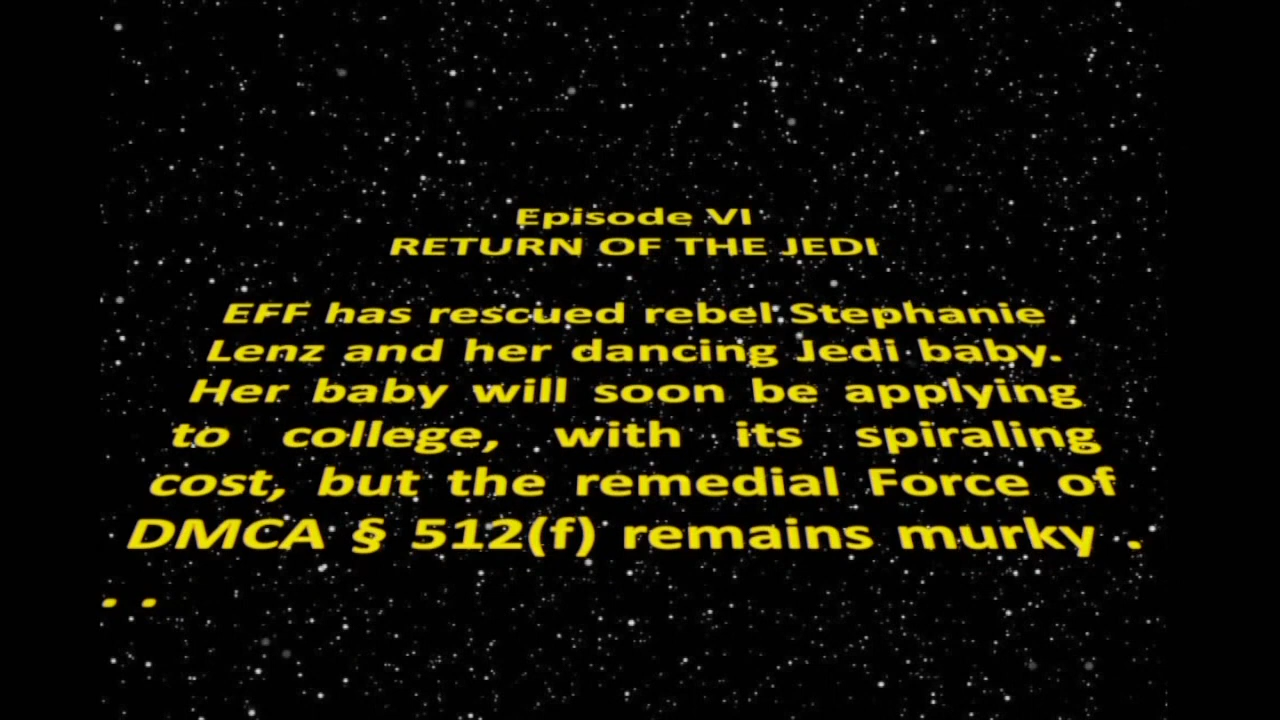 Episode VI
RETURN OF THE JEDI
EFF has rescued rebel Stephanie
Lenz and her dancing Jedi baby.
Her baby will soon be applying
to college, with its spiraling
cost, but the remedial Force of
DMCA § 512(f) remains murky .
. .